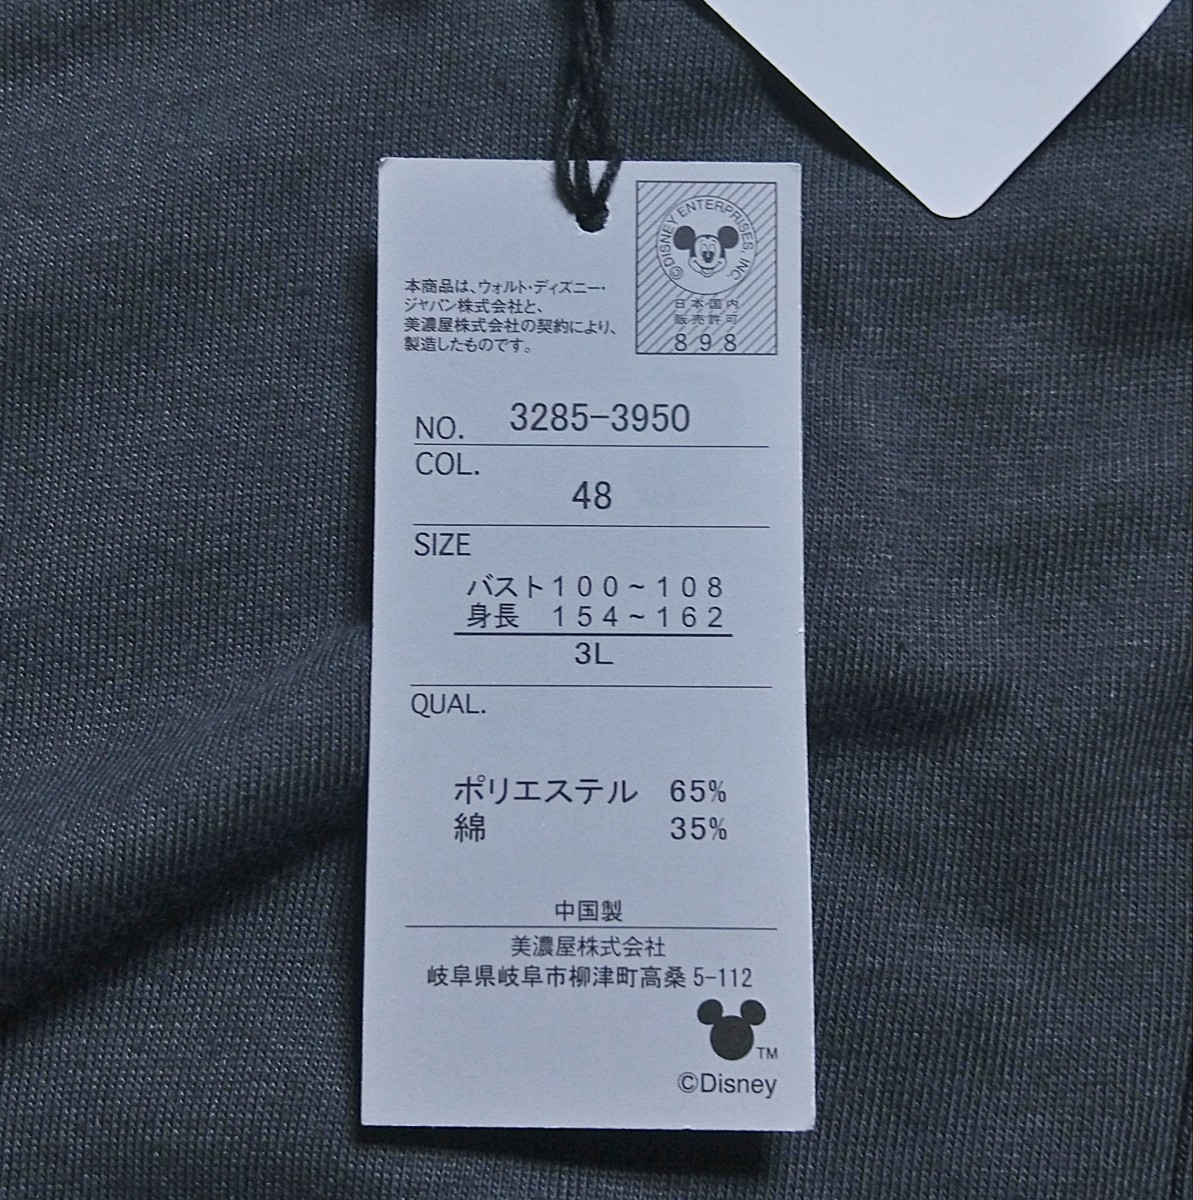 ©DISNEY ENTERPRISES, INC.
日本国内
販売許可
898
本商品は、ウォルト・ディズニー・
ジャパン株式会社と、
美濃屋株式会社の契約により、
製造したものです。
NO. 3285-3950
COL.
48
SIZE
バスト100~108
身長 154~162
3L
QUAL.
ポリエステル 65%
綿 35%
中国製
美濃屋株式会社
岐阜県岐阜市柳津町高桑5-112
TM
©Disney